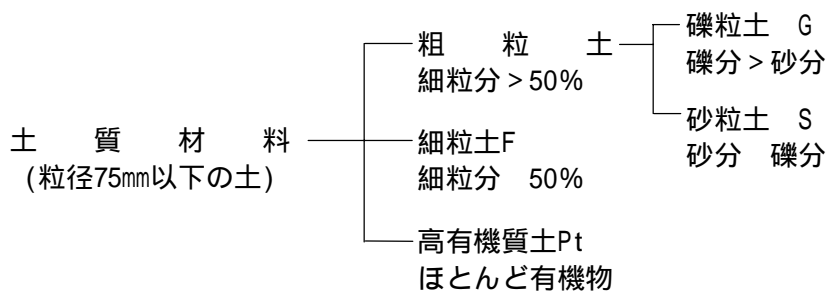 粗　粒　土
細粒分＞50％
礫粒土　G
礫分＞砂分
砂粒土　S
砂分　礫分
土　質　材　料
(粒径75㎜以下の土)
細粒土F
細粒分　50％
高有機質土Pt
ほとんど有機物